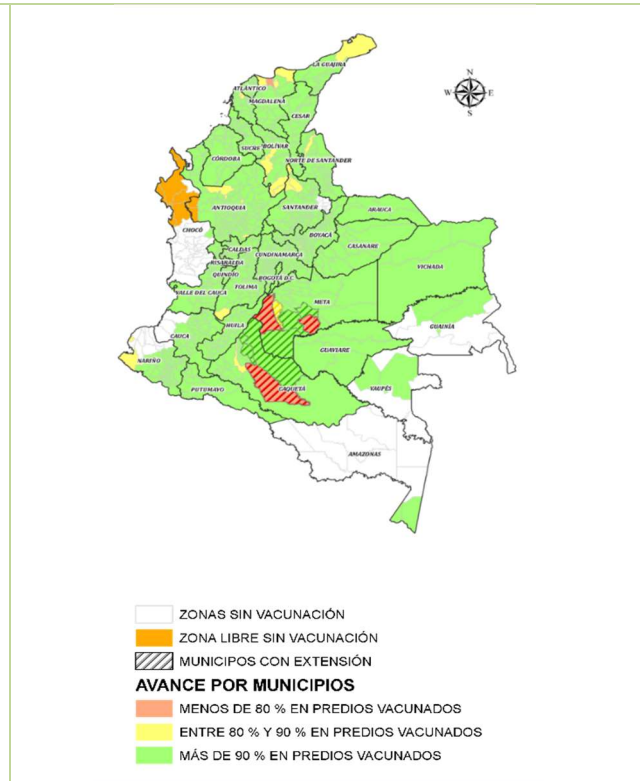 LA GUAJIRA
N
W E
S
ATLÁNTICO
MAGDALENA
CESAR
SUCRE
BOLÍVAR
NORTE DE SANTANDER
CÓRDOBA
ANTIOQUIA
SANTANDER
ARAUCA
CHOCÓ
BOYACÁ
CASANARE
CALDAS
CUNDINAMARCA
VICHADA
RISARALDA
QUINDIO
BOGOTÁ D.C.
TOLIMA
VALLE DEL CAUCA
META
GUAINÍA
HUILA
CAUCA
GUAVIARE
NARIÑO
PUTUMAYO
CAQUETÁ
VAUPÉS
AMAZONAS
ZONAS SIN VACUNACIÓN
ZONA LIBRE SIN VACUNACIÓN
MUNICIPOS CON EXTENSIÓN
AVANCE POR MUNICIPIOS
MENOS DE 80 % EN PREDIOS VACUNADOS
ENTRE 80 % Y 90 % EN PREDIOS VACUNADOS
MÁS DE 90 % EN PREDIOS VACUNADOS